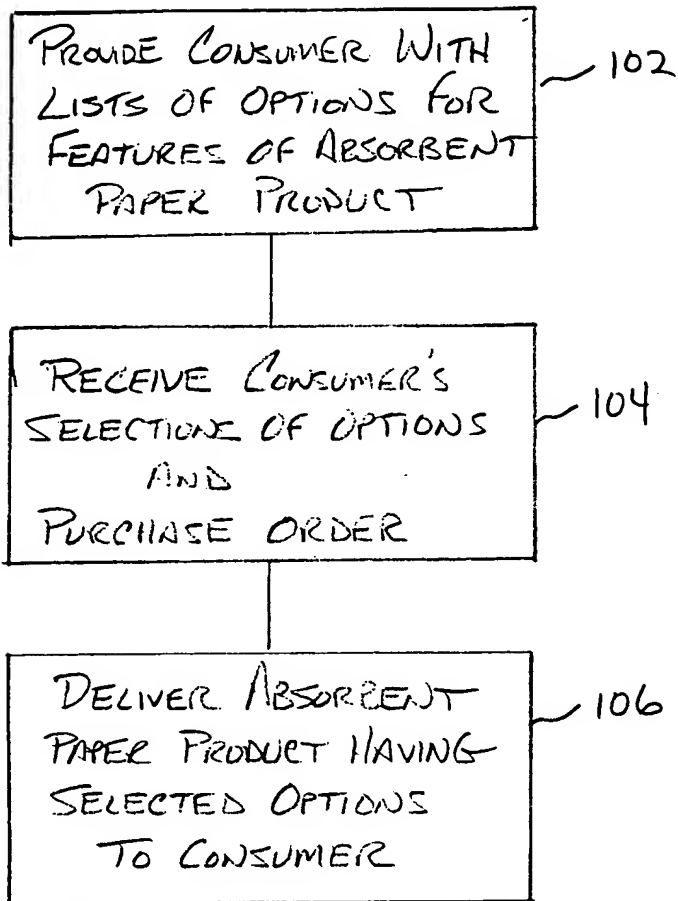 PROVIDE CONSUMER WITH
LISTS OF OPTIONS FOR
FEATURES OF ABSORBENT
PAPER PRODUCT
102
RECEIVE CONSUMER'S
SELECTIONS OF OPTIONS
AND
PURCHASE ORDER
104
DELIVER ABSORBENT
PAPER PRODUCT HAVING
SELECTED OPTIONS
TO CONSUMER
106